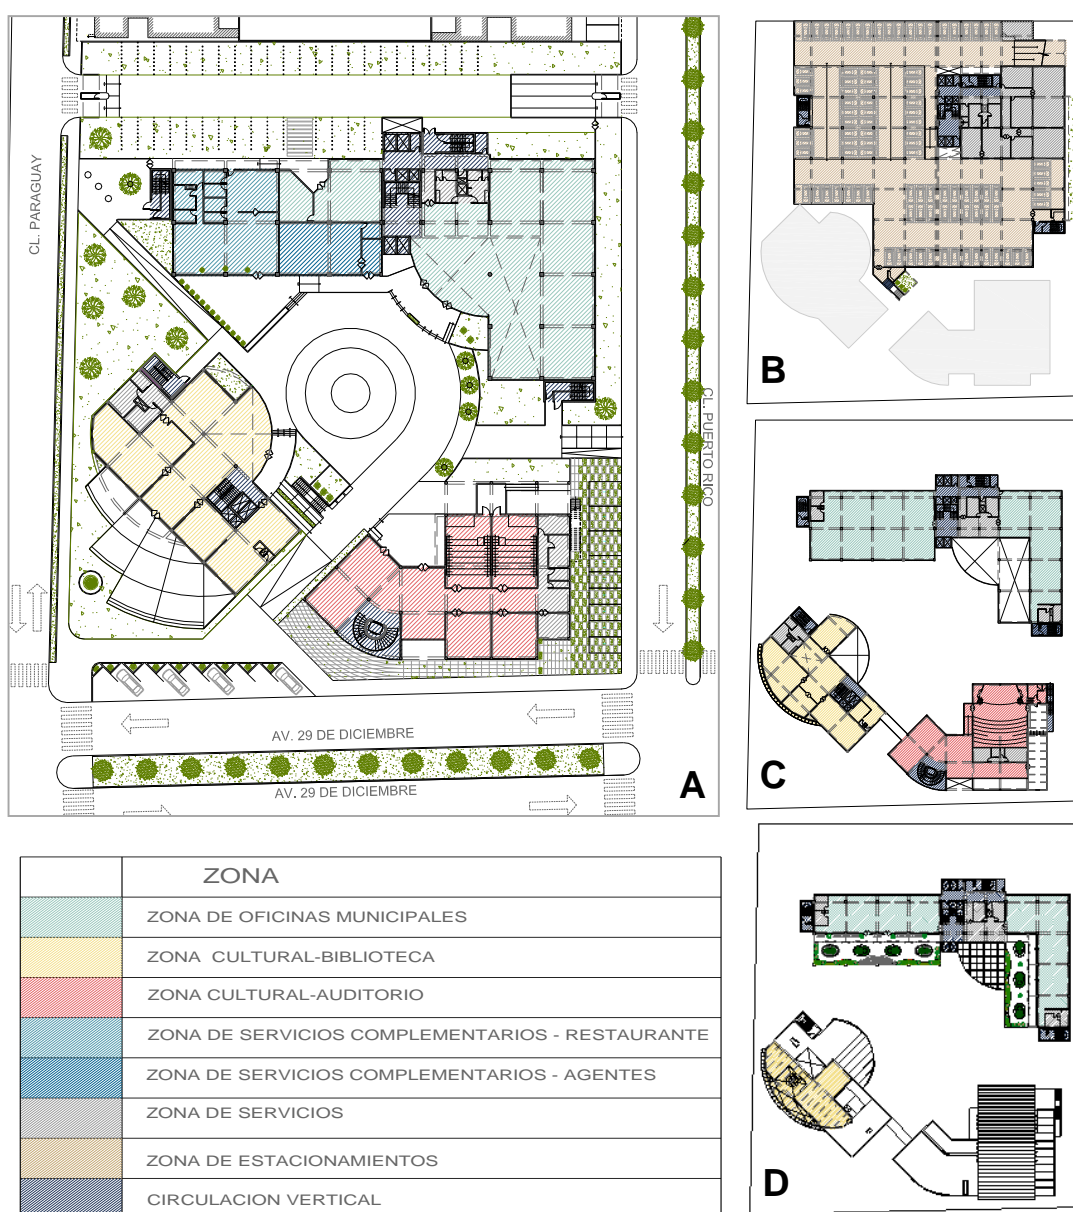 CL. PARAGUAY
CL. PUERTO RICO
AV. 29 DE DICIEMBRE
AV. 29 DE DICIEMBRE
A
B
C
D
ZONA
ZONA DE OFICINAS MUNICIPALES
ZONA CULTURAL-BIBLIOTECA
ZONA CULTURAL-AUDITORIO
ZONA DE SERVICIOS COMPLEMENTARIOS - RESTAURANTE
ZONA DE SERVICIOS COMPLEMENTARIOS - AGENTES
ZONA DE SERVICIOS
ZONA DE ESTACIONAMIENTOS
CIRCULACION VERTICAL